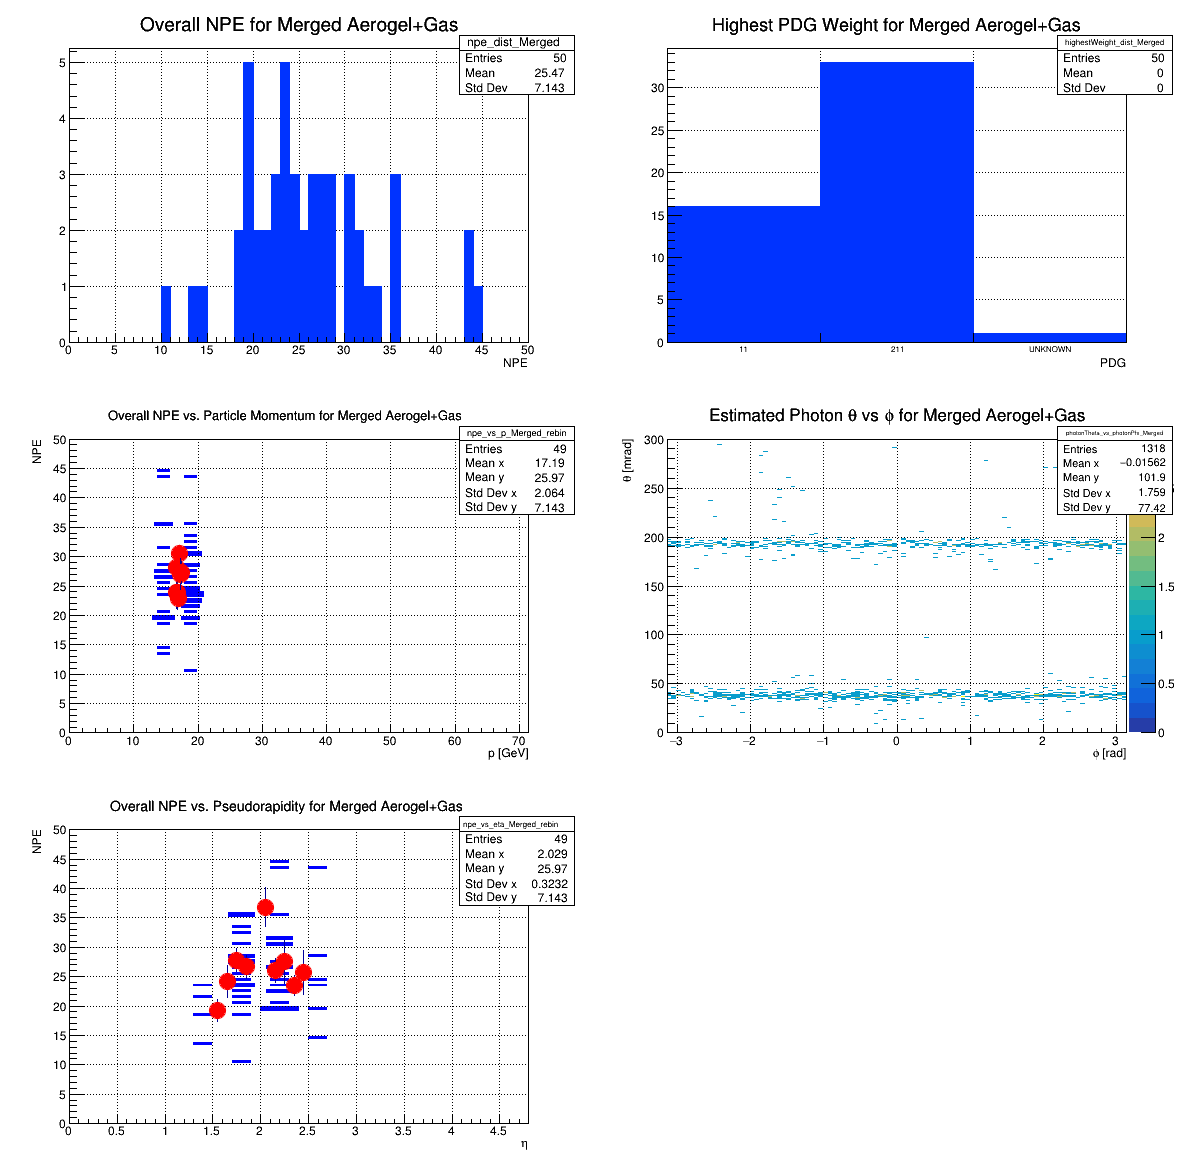 Overall NPE for Merged Aerogel+Gas
npe_dist_Merged
Entries 50
Mean 25.47
Std Dev 7.143
5
4
3
2
1
0
0 5 10 15 20 25 30 35 40 45 50
NPE
Highest PDG Weight for Merged Aerogel+Gas
highestWeight_dist_Merged
Entries 50
Mean 0
Std Dev 0
30
25
20
15
10
5
0
11 211 UNKNOWN
PDG
Overall NPE vs. Particle Momentum for Merged Aerogel+Gas
npe_vs_p_Merged_rebin
Entries 49
Mean x 17.19
Mean y 25.97
Std Dev x 2.064
Std Dev y 7.143
NPE
50
45
40
35
30
25
20
15
10
5
0
0 10 20 30 40 50 60 70
p [GeV]
Estimated Photon θ vs ϕ for Merged Aerogel+Gas
photonTheta_vs_photonPhi_Merged
Entries 1318
Mean x −0.01562
Mean y 101.9
Std Dev x 1.759
Std Dev y 77.42
θ [mrad]
300
250
200
150
100
50
0
−3 −2 −1 0 1 2 3
ϕ [rad]
2
1.5
1
0.5
0
Overall NPE vs. Pseudorapidity for Merged Aerogel+Gas
npe_vs_eta_Merged_rebin
Entries 49
Mean x 2.029
Mean y 25.97
Std Dev x 0.3232
Std Dev y 7.143
NPE
50
45
40
35
30
25
20
15
10
5
0
0 0.5 1 1.5 2 2.5 3 3.5 4 4.5
η